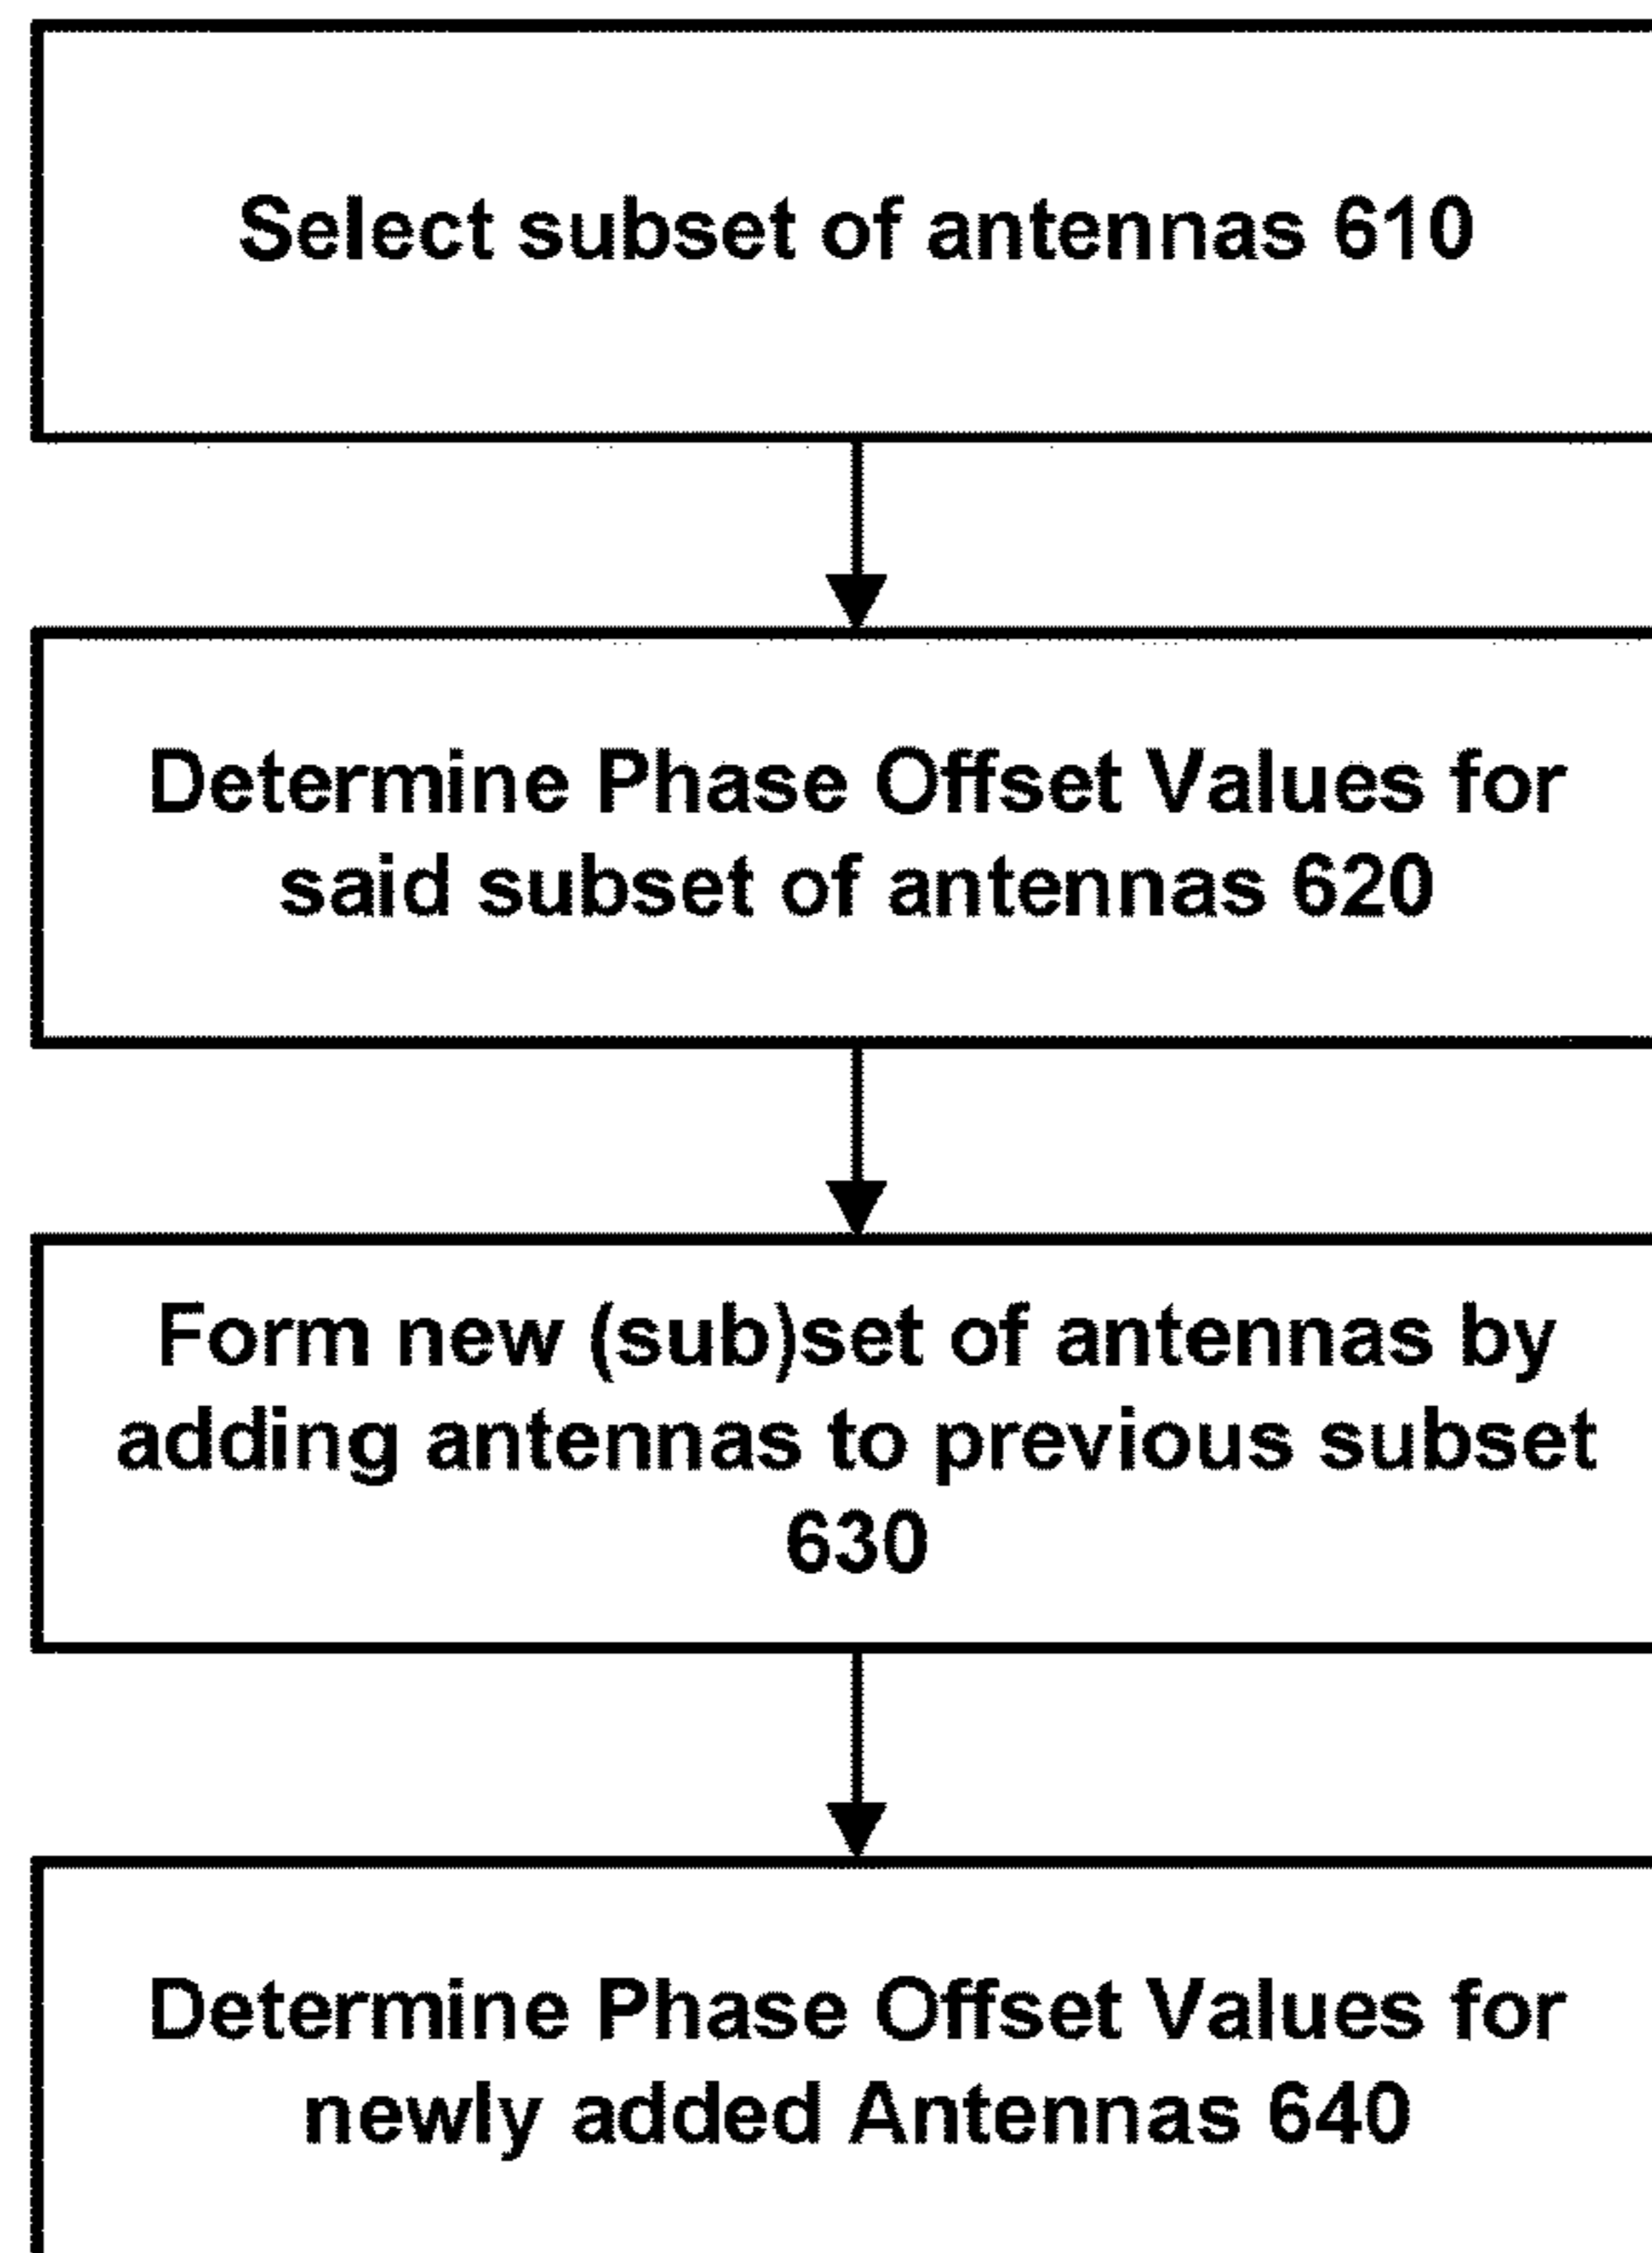 Select subset of antennas 610
Determine Phase Offset Values for
said subset of antennas 620
Form new (sub)set of antennas by
adding antennas to previous subset
630
Determine Phase Offset Values for
newly added Antennas 640